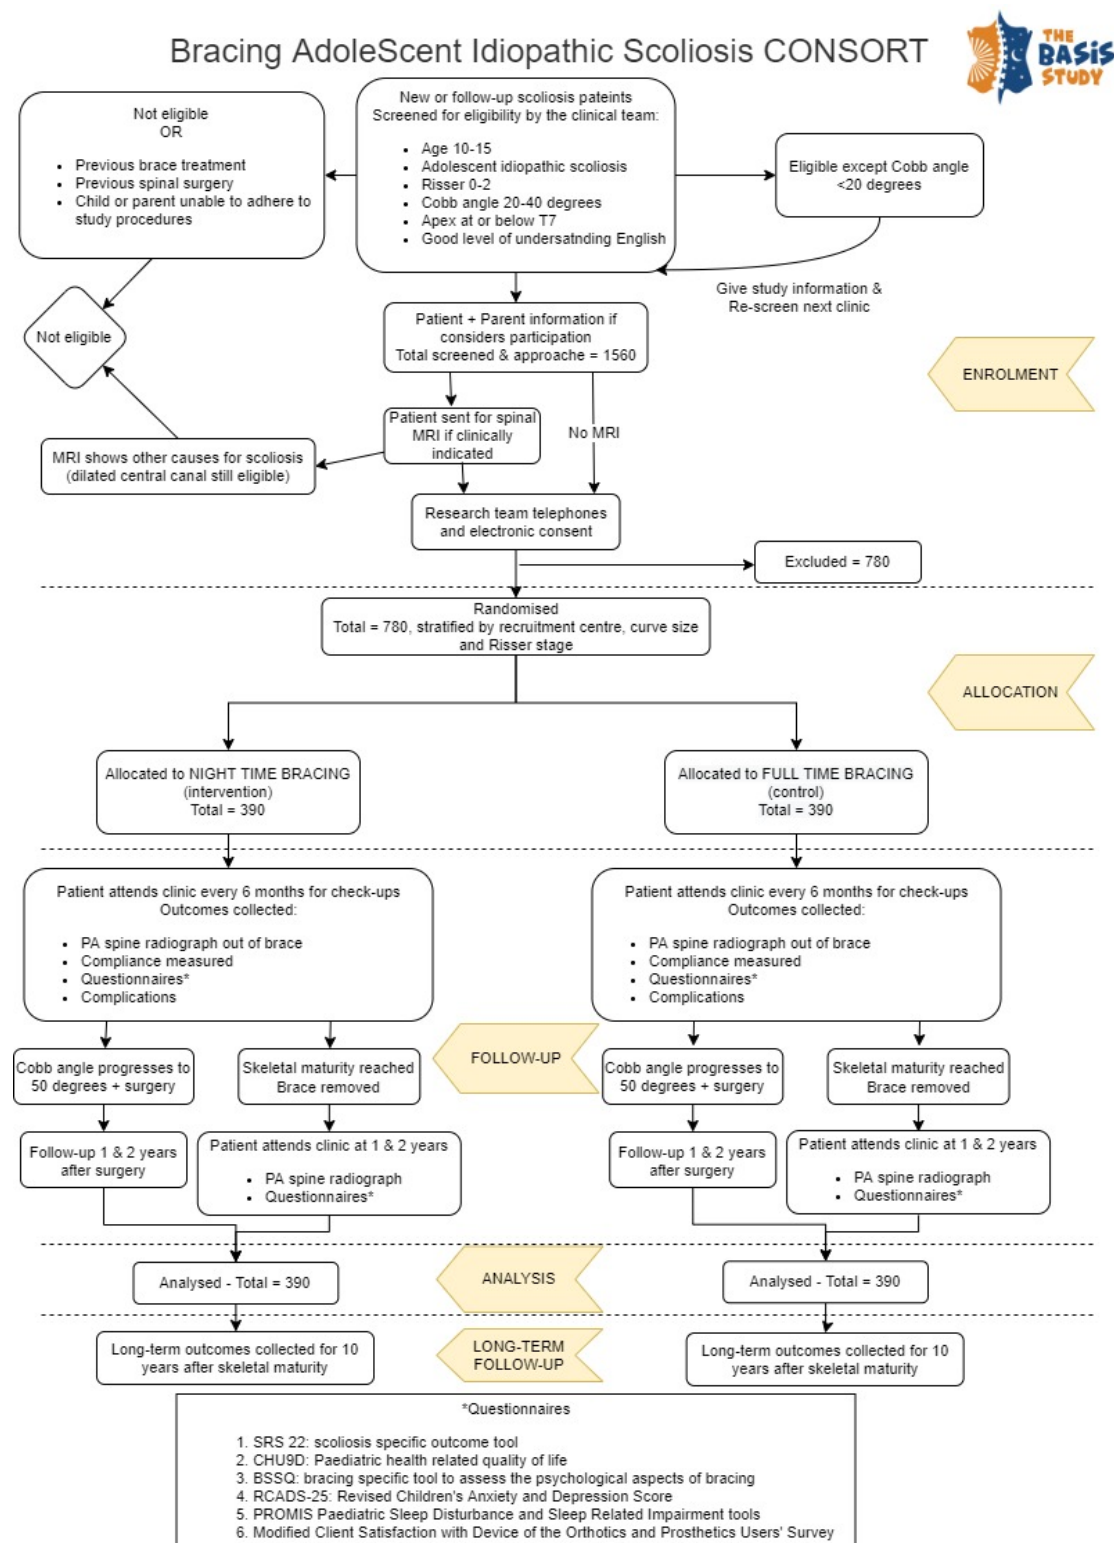 Bracing AdoleScent Idiopathic Scoliosis CONSORT
THE
BASIS
STUDY
Not eligible
OR
• Previous brace treatment
• Previous spinal surgery
• Child or parent unable to adhere to
study procedures
New or follow-up scoliosis pateints
Screened for eligibility by the clinical team:
• Age 10-15
• Adolescent idiopathic scoliosis
• Risser 0-2
• Cobb angle 20-40 degrees
• Apex at or below T7
• Good level of undersatnding English
Eligible except Cobb angle
<20 degrees
Give study information &
Re-screen next clinic
Not eligible
Patient + Parent information if
considers participation
Total screened & approache = 1560
ENROLMENT
Patient sent for spinal
MRI if clinically
indicated
No MRI
MRI shows other causes for scoliosis
(dilated central canal still eligible)
Research team telephones
and electronic consent
Excluded = 780
Randomised
Total = 780, stratified by recruitment centre, curve size
and Risser stage
ALLOCATION
Allocated to NIGHT TIME BRACING
(intervention)
Total = 390
Allocated to FULL TIME BRACING
(control)
Total = 390
Patient attends clinic every 6 months for check-ups
Outcomes collected:
• PA spine radiograph out of brace
• Compliance measured
• Questionnaires*
• Complications
Patient attends clinic every 6 months for check-ups
Outcomes collected:
• PA spine radiograph out of brace
• Compliance measured
• Questionnaires*
• Complications
Cobb angle progresses to
50 degrees + surgery
Skeletal maturity reached
Brace removed
FOLLOW-UP
Cobb angle progresses to
50 degrees + surgery
Skeletal maturity reached
Brace removed
Follow-up 1 & 2 years
after surgery
Patient attends clinic at 1 & 2 years
• PA spine radiograph
• Questionnaires*
Follow-up 1 & 2 years
after surgery
Patient attends clinic at 1 & 2 years
• PA spine radiograph
• Questionnaires*
Analysed - Total = 390
ANALYSIS
Analysed - Total = 390
Long-term outcomes collected for 10
years after skeletal maturity
LONG-TERM
FOLLOW-UP
Long-term outcomes collected for 10
years after skeletal maturity
*Questionnaires
1. SRS 22: scoliosis specific outcome tool
2. CHU9D: Paediatric health related quality of life
3. BSSQ: bracing specific tool to assess the psychological aspects of bracing
4. RCADS-25: Revised Children's Anxiety and Depression Score
5. PROMIS Paediatric Sleep Disturbance and Sleep Related Impairment tools
6. Modified Client Satisfaction with Device of the Orthotics and Prosthetics Users' Survey